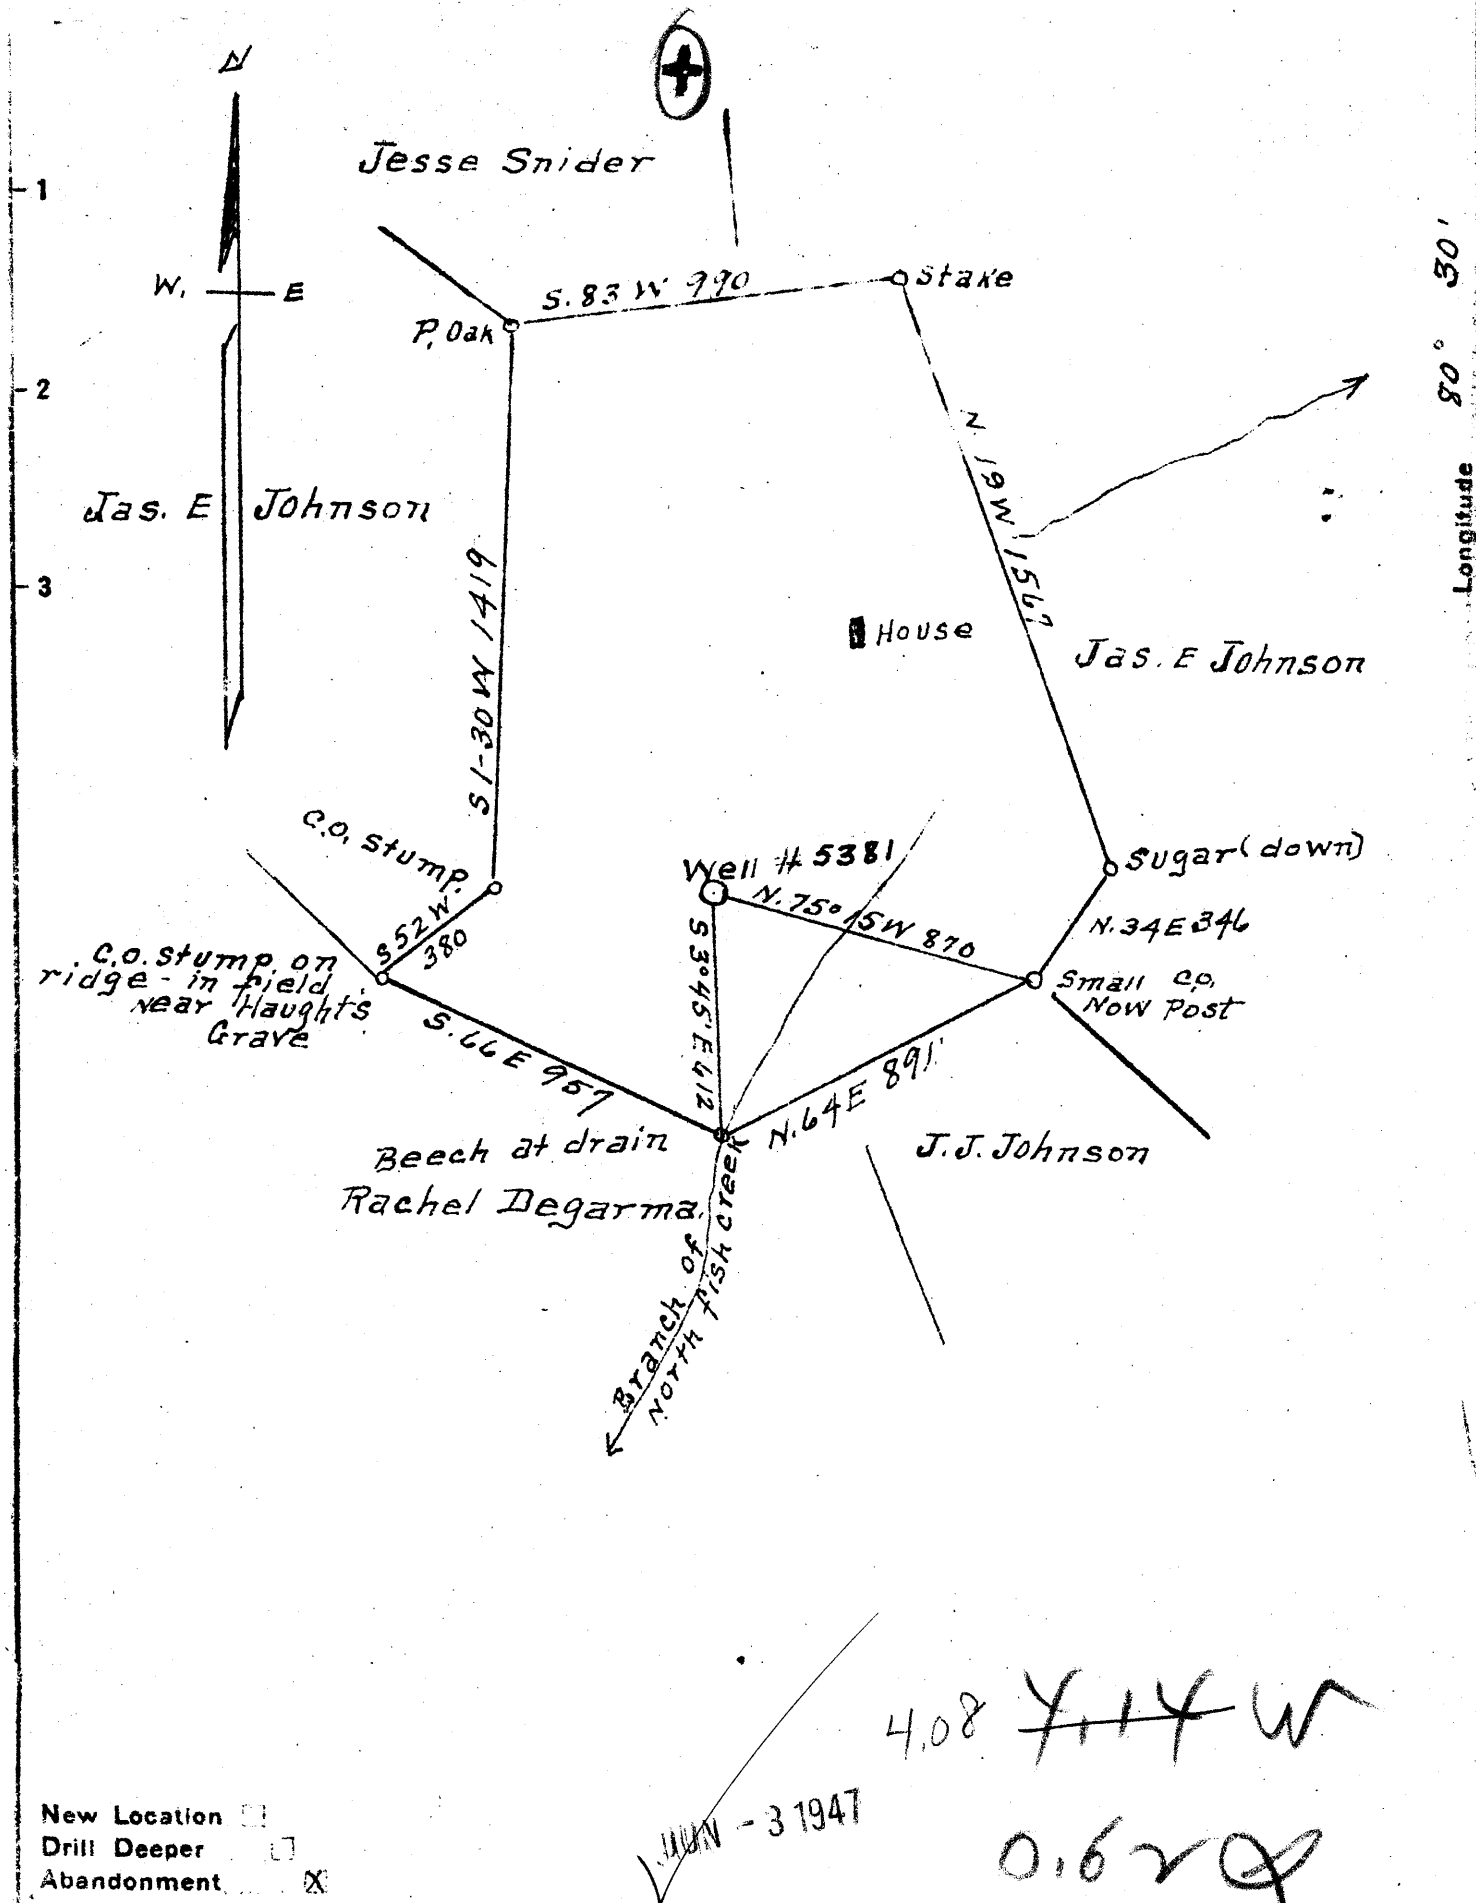 N
Jesse Snider
1
W. E
S. 83 W 990
Stake
P. Oak
80° 30'
Longitude
2
N. 19 W 1567
Jas. E Johnson
S 1-30 W 1419
3
House
Jas. E Johnson
C.O. Stump.
Well # 5381
Sugar (down)
N. 75° 15 W 870
S 52 W
380
N. 34 E 346
C.O. Stump on
ridge - in field
near Haughts
Grave
Small C.O.
Now Post
S 3° 45' E 412
S. 66 E 957
N. 64 E 891'
Beech at drain
J. J. Johnson
Rachel Degarma.
Branch of
North Fish Creek
4.08 4.14 W
New Location
Drill Deeper
Abandonment X
JUN - 3 1947
0.62